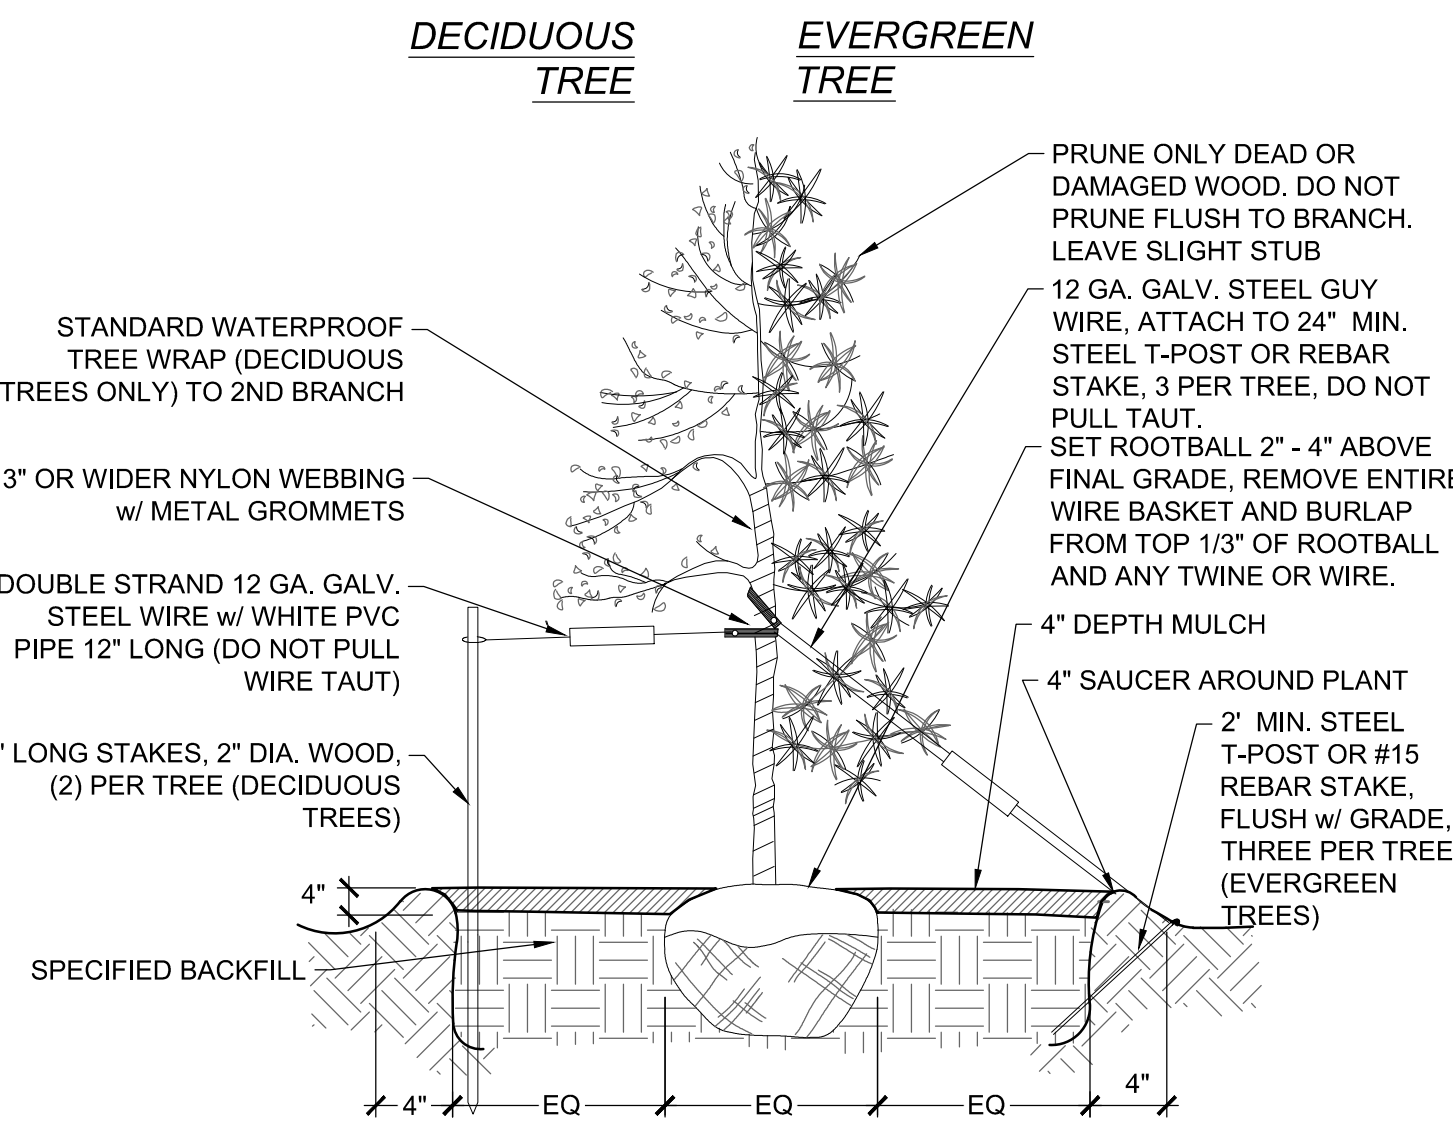 DECIDUOUS
TREE
EVERGREEN
TREE
STANDARD WATERPROOF
TREE WRAP (DECIDUOUS
TREES ONLY) TO 2ND BRANCH
3" OR WIDER NYLON WEBBING
w/ METAL GROMMETS
DOUBLE STRAND 12 GA. GALV.
STEEL WIRE w/ WHITE PVC
PIPE 12" LONG (DO NOT PULL
WIRE TAUT)
' LONG STAKES, 2" DIA. WOOD,
(2) PER TREE (DECIDUOUS
TREES)
4"
SPECIFIED BACKFILL
PRUNE ONLY DEAD OR
DAMAGED WOOD. DO NOT
PRUNE FLUSH TO BRANCH.
LEAVE SLIGHT STUB
12 GA. GALV. STEEL GUY
WIRE, ATTACH TO 24" MIN.
STEEL T-POST OR REBAR
STAKE, 3 PER TREE, DO NOT
PULL TAUT.
SET ROOTBALL 2" - 4" ABOVE
FINAL GRADE, REMOVE ENTIRE
WIRE BASKET AND BURLAP
FROM TOP 1/3" OF ROOTBALL
AND ANY TWINE OR WIRE.
4" DEPTH MULCH
4" SAUCER AROUND PLANT
2' MIN. STEEL
T-POST OR #15
REBAR STAKE,
FLUSH w/ GRADE,
THREE PER TREE
(EVERGREEN
TREES)
4" EQ EQ EQ 4"